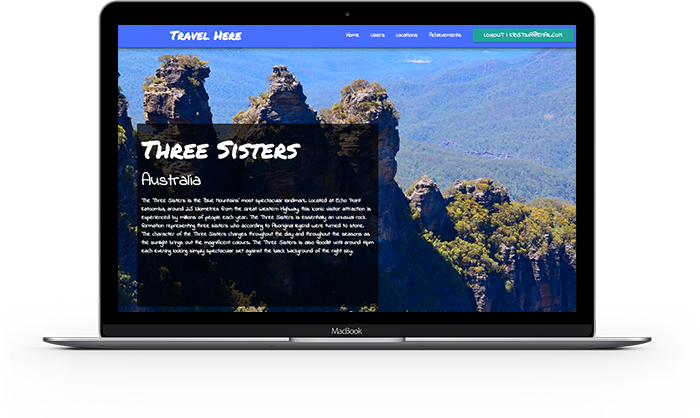 Travel Here
Home Users Locations Achievements
Three Sisters
Australia
The Three Sisters is the Blue Mountains' most spectacular landmark. Located at Echo Point
Katoomba, around 2.5 kilometres from the Great Western Highway this iconic visitor attraction is
experienced by millions of people each year. The Three Sisters is essentially an unusual rock
formation representing three sisters who according to Aboriginal legend were turned to stone.
The character of the Three Sisters changes throughout the day and throughout the seasons as
the sunlight brings out the magnificent colours. The Three Sisters is also floodlit until around 11pm
each evening looking simply spectacular set against the black background of the night sky.
MacBook